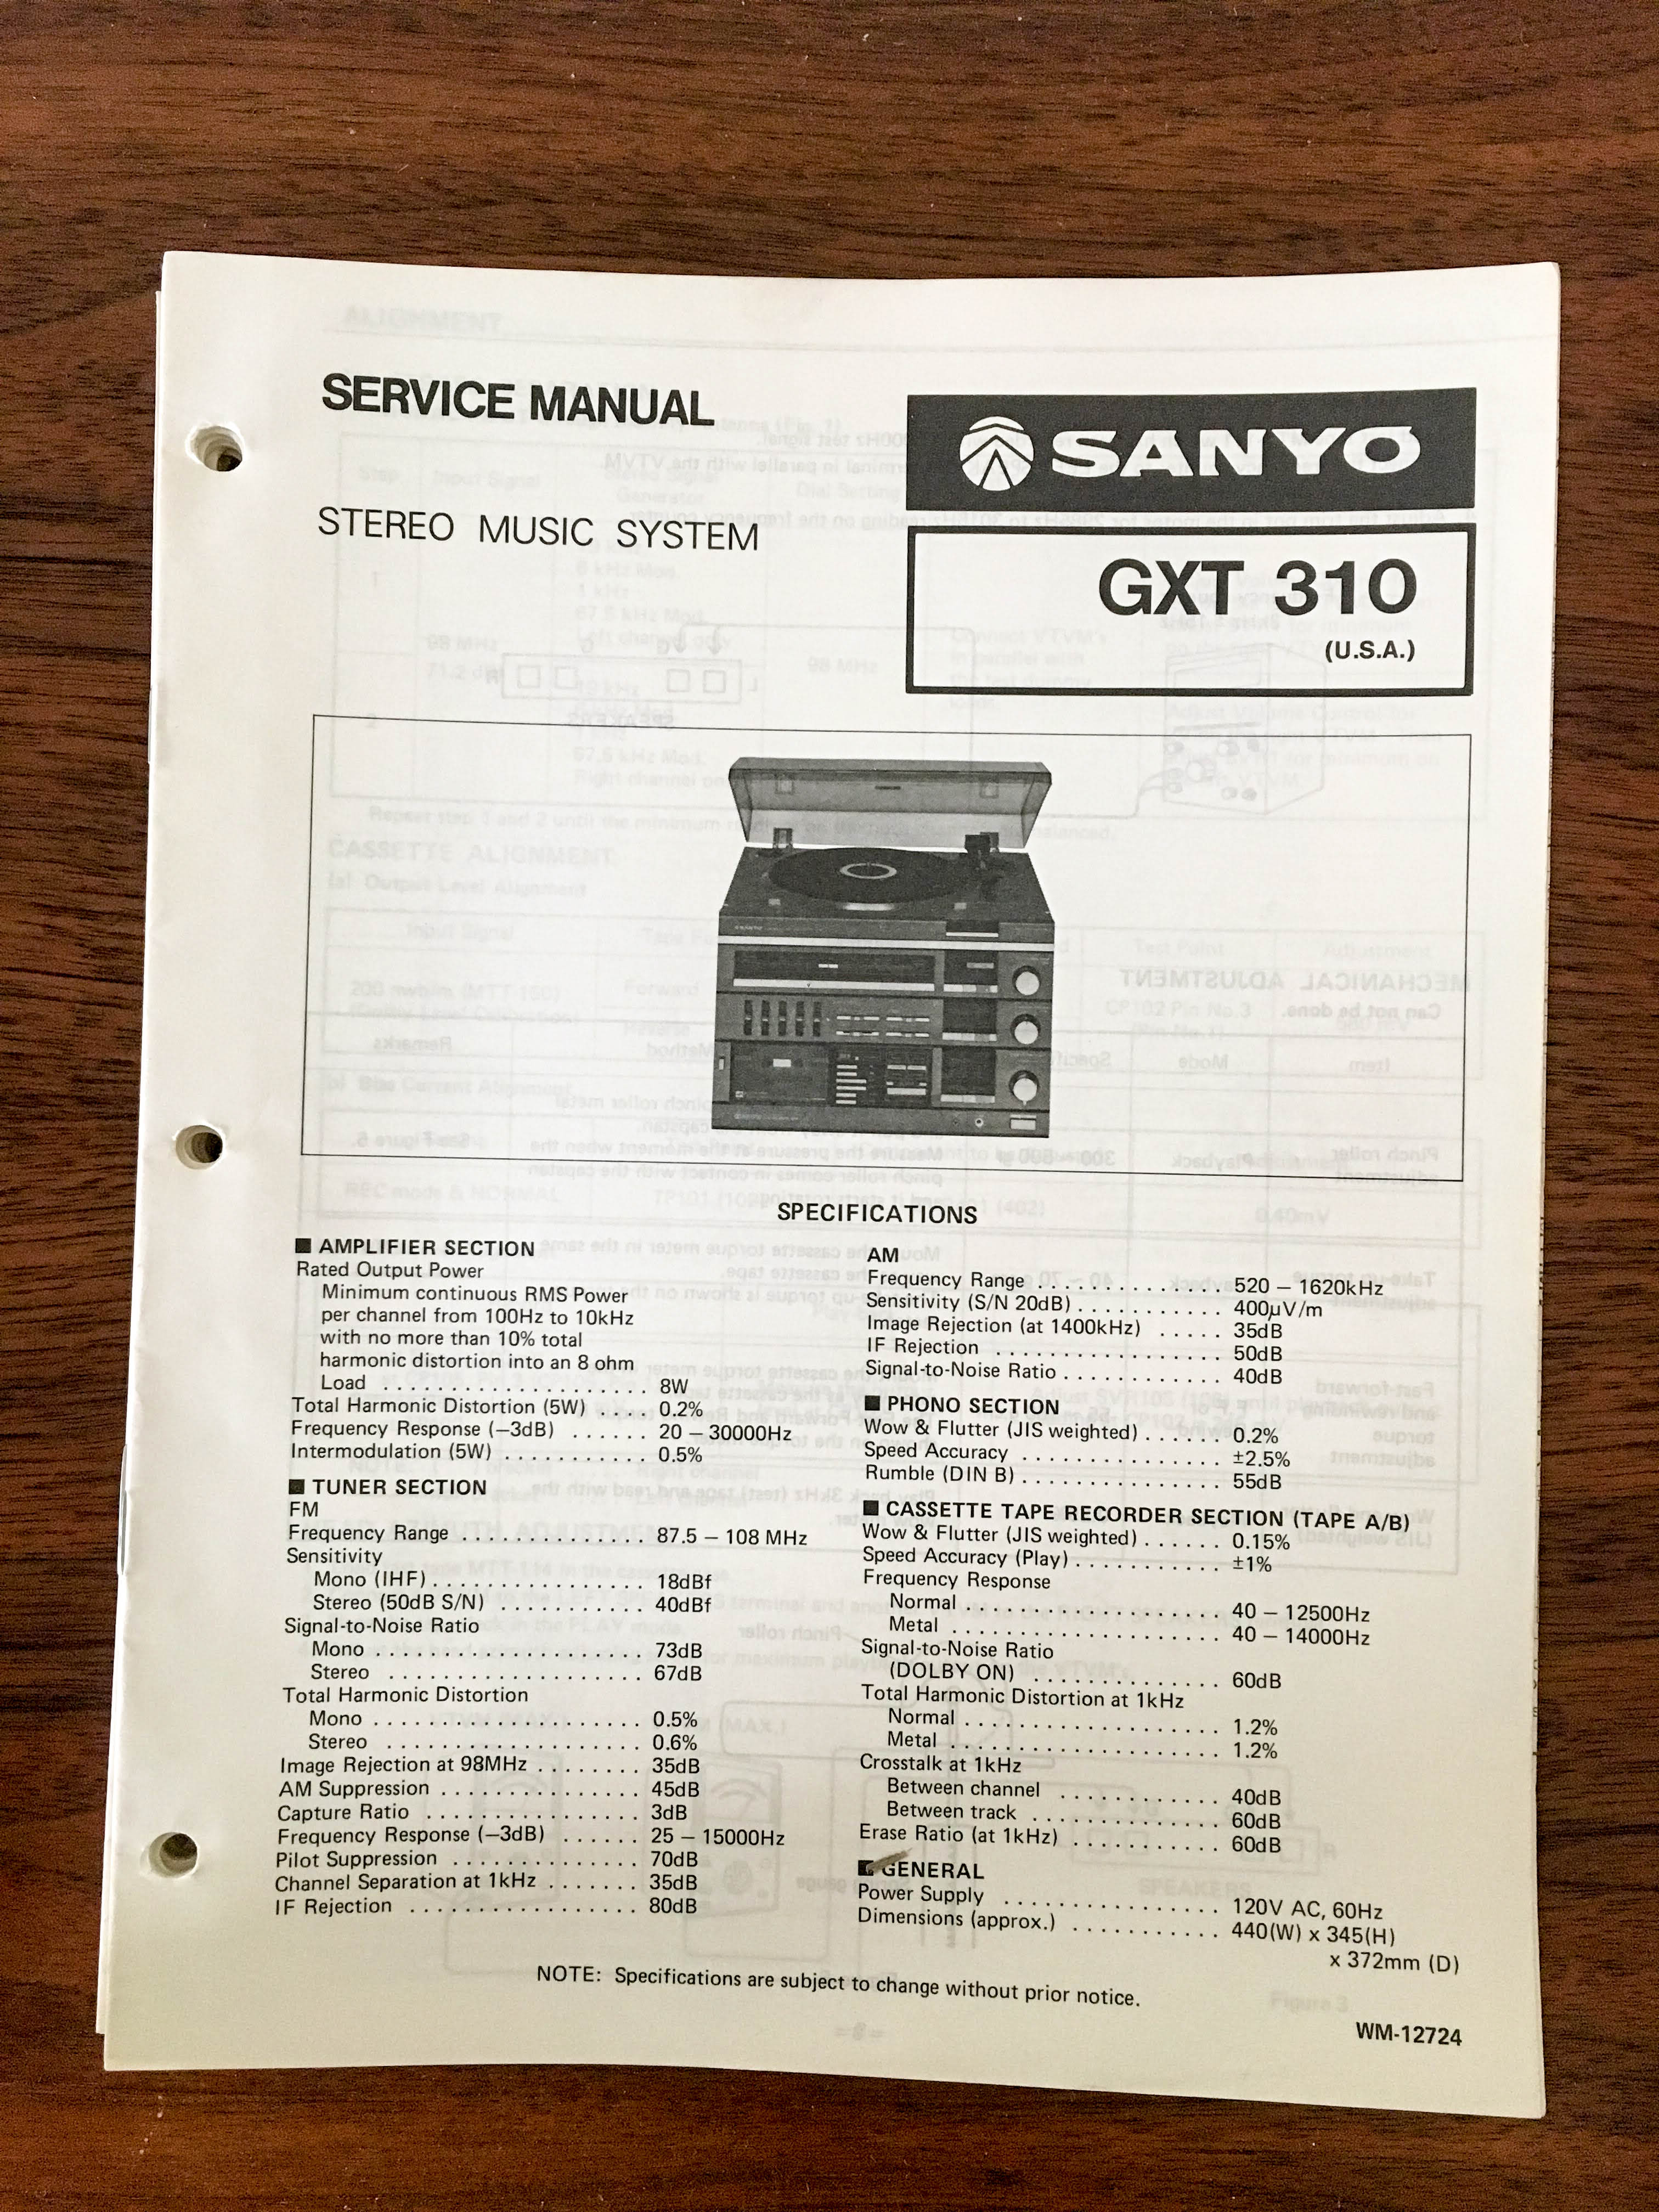 SERVICE MANUAL
SANYO
STEREO MUSIC SYSTEM
GXT 310
(U.S.A.)
SPECIFICATIONS
■ AMPLIFIER SECTION
Rated Output Power
Minimum continuous RMS Power
per channel from 100Hz to 10kHz
with no more than 10% total
harmonic distortion into an 8 ohm
Load . . . . . . . . . . . . . . . . . . . . 8W
Total Harmonic Distortion (5W) . . . . 0.2%
Frequency Response (−3dB) . . . . . . 20 – 30000Hz
Intermodulation (5W) . . . . . . . . . . . 0.5%
■ TUNER SECTION
FM
Frequency Range . . . . . . . . . . . . . . 87.5 – 108 MHz
Sensitivity
Mono (IHF) . . . . . . . . . . . . . . . . 18dBf
Stereo (50dB S/N) . . . . . . . . . . . . 40dBf
Signal-to-Noise Ratio
Mono . . . . . . . . . . . . . . . . . . . . 73dB
Stereo . . . . . . . . . . . . . . . . . . . 67dB
Total Harmonic Distortion
Mono . . . . . . . . . . . . . . . . . . . . 0.5%
Stereo . . . . . . . . . . . . . . . . . . . 0.6%
Image Rejection at 98MHz . . . . . . . . 35dB
AM Suppression . . . . . . . . . . . . . . . 45dB
Capture Ratio . . . . . . . . . . . . . . . . 3dB
Frequency Response (−3dB) . . . . . . 25 – 15000Hz
Pilot Suppression . . . . . . . . . . . . . . 70dB
Channel Separation at 1kHz . . . . . . . 35dB
IF Rejection . . . . . . . . . . . . . . . . . 80dB
AM
Frequency Range . . . . . . . . . . . . . . 520 – 1620kHz
Sensitivity (S/N 20dB) . . . . . . . . . . . 400µV/m
Image Rejection (at 1400kHz) . . . . . 35dB
IF Rejection . . . . . . . . . . . . . . . . . 50dB
Signal-to-Noise Ratio . . . . . . . . . . . . 40dB
■ PHONO SECTION
Wow & Flutter (JIS weighted) . . . . . . 0.2%
Speed Accuracy . . . . . . . . . . . . . . . ±2.5%
Rumble (DIN B) . . . . . . . . . . . . . . . 55dB
■ CASSETTE TAPE RECORDER SECTION (TAPE A/B)
Wow & Flutter (JIS weighted) . . . . . . 0.15%
Speed Accuracy (Play) . . . . . . . . . . . ±1%
Frequency Response
Normal . . . . . . . . . . . . . . . . . . . 40 – 12500Hz
Metal . . . . . . . . . . . . . . . . . . . . 40 – 14000Hz
Signal-to-Noise Ratio
(DOLBY ON) . . . . . . . . . . . . . . 60dB
Total Harmonic Distortion at 1kHz
Normal . . . . . . . . . . . . . . . . . . . 1.2%
Metal . . . . . . . . . . . . . . . . . . . . 1.2%
Crosstalk at 1kHz
Between channel . . . . . . . . . . . . 40dB
Between track . . . . . . . . . . . . . . 60dB
Erase Ratio (at 1kHz) . . . . . . . . . . . 60dB
■ GENERAL
Power Supply . . . . . . . . . . . . . . . . 120V AC, 60Hz
Dimensions (approx.) . . . . . . . . . . . 440(W) x 345(H)
x 372mm (D)
NOTE: Specifications are subject to change without prior notice.
WM-12724